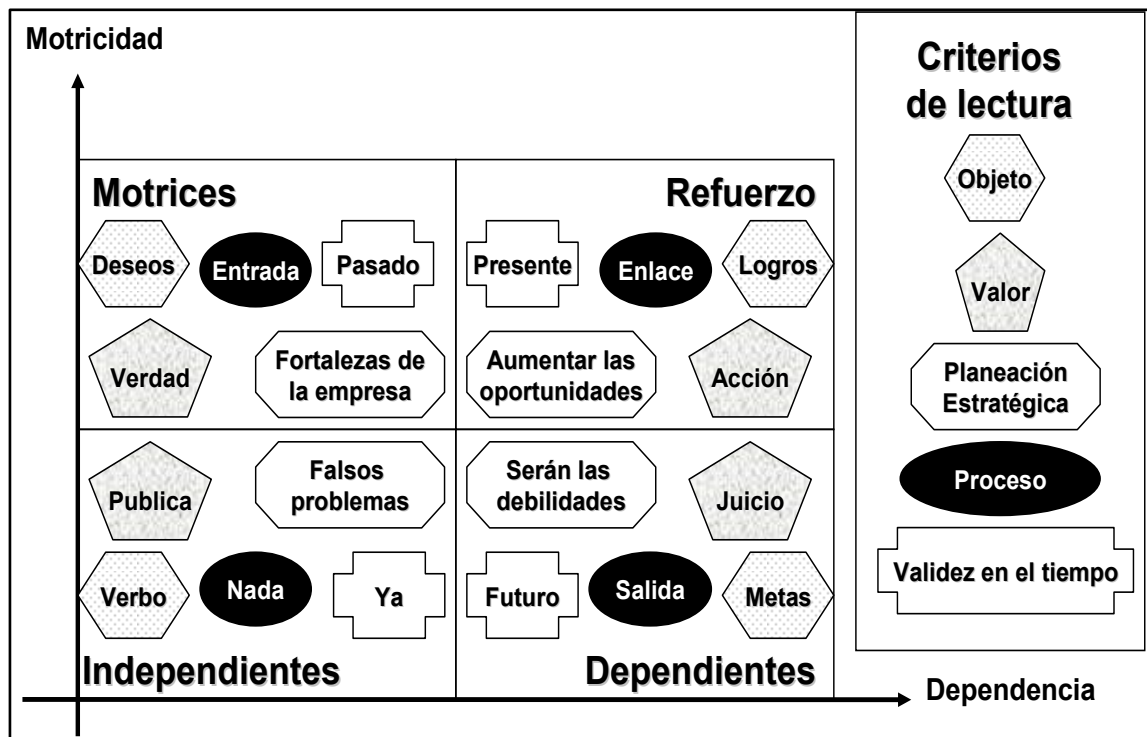 Motricidad
Motrices
Refuerzo
Deseos
Entrada
Pasado
Presente
Enlace
Logros
Verdad
Fortalezas de
la empresa
Aumentar las
oportunidades
Acción
Publica
Falsos
problemas
Serán las
debilidades
Juicio
Verbo
Nada
Ya
Futuro
Salida
Metas
Independientes
Dependientes
Dependencia
Criterios
de lectura
Objeto
Valor
Planeación
Estratégica
Proceso
Validez en el tiempo